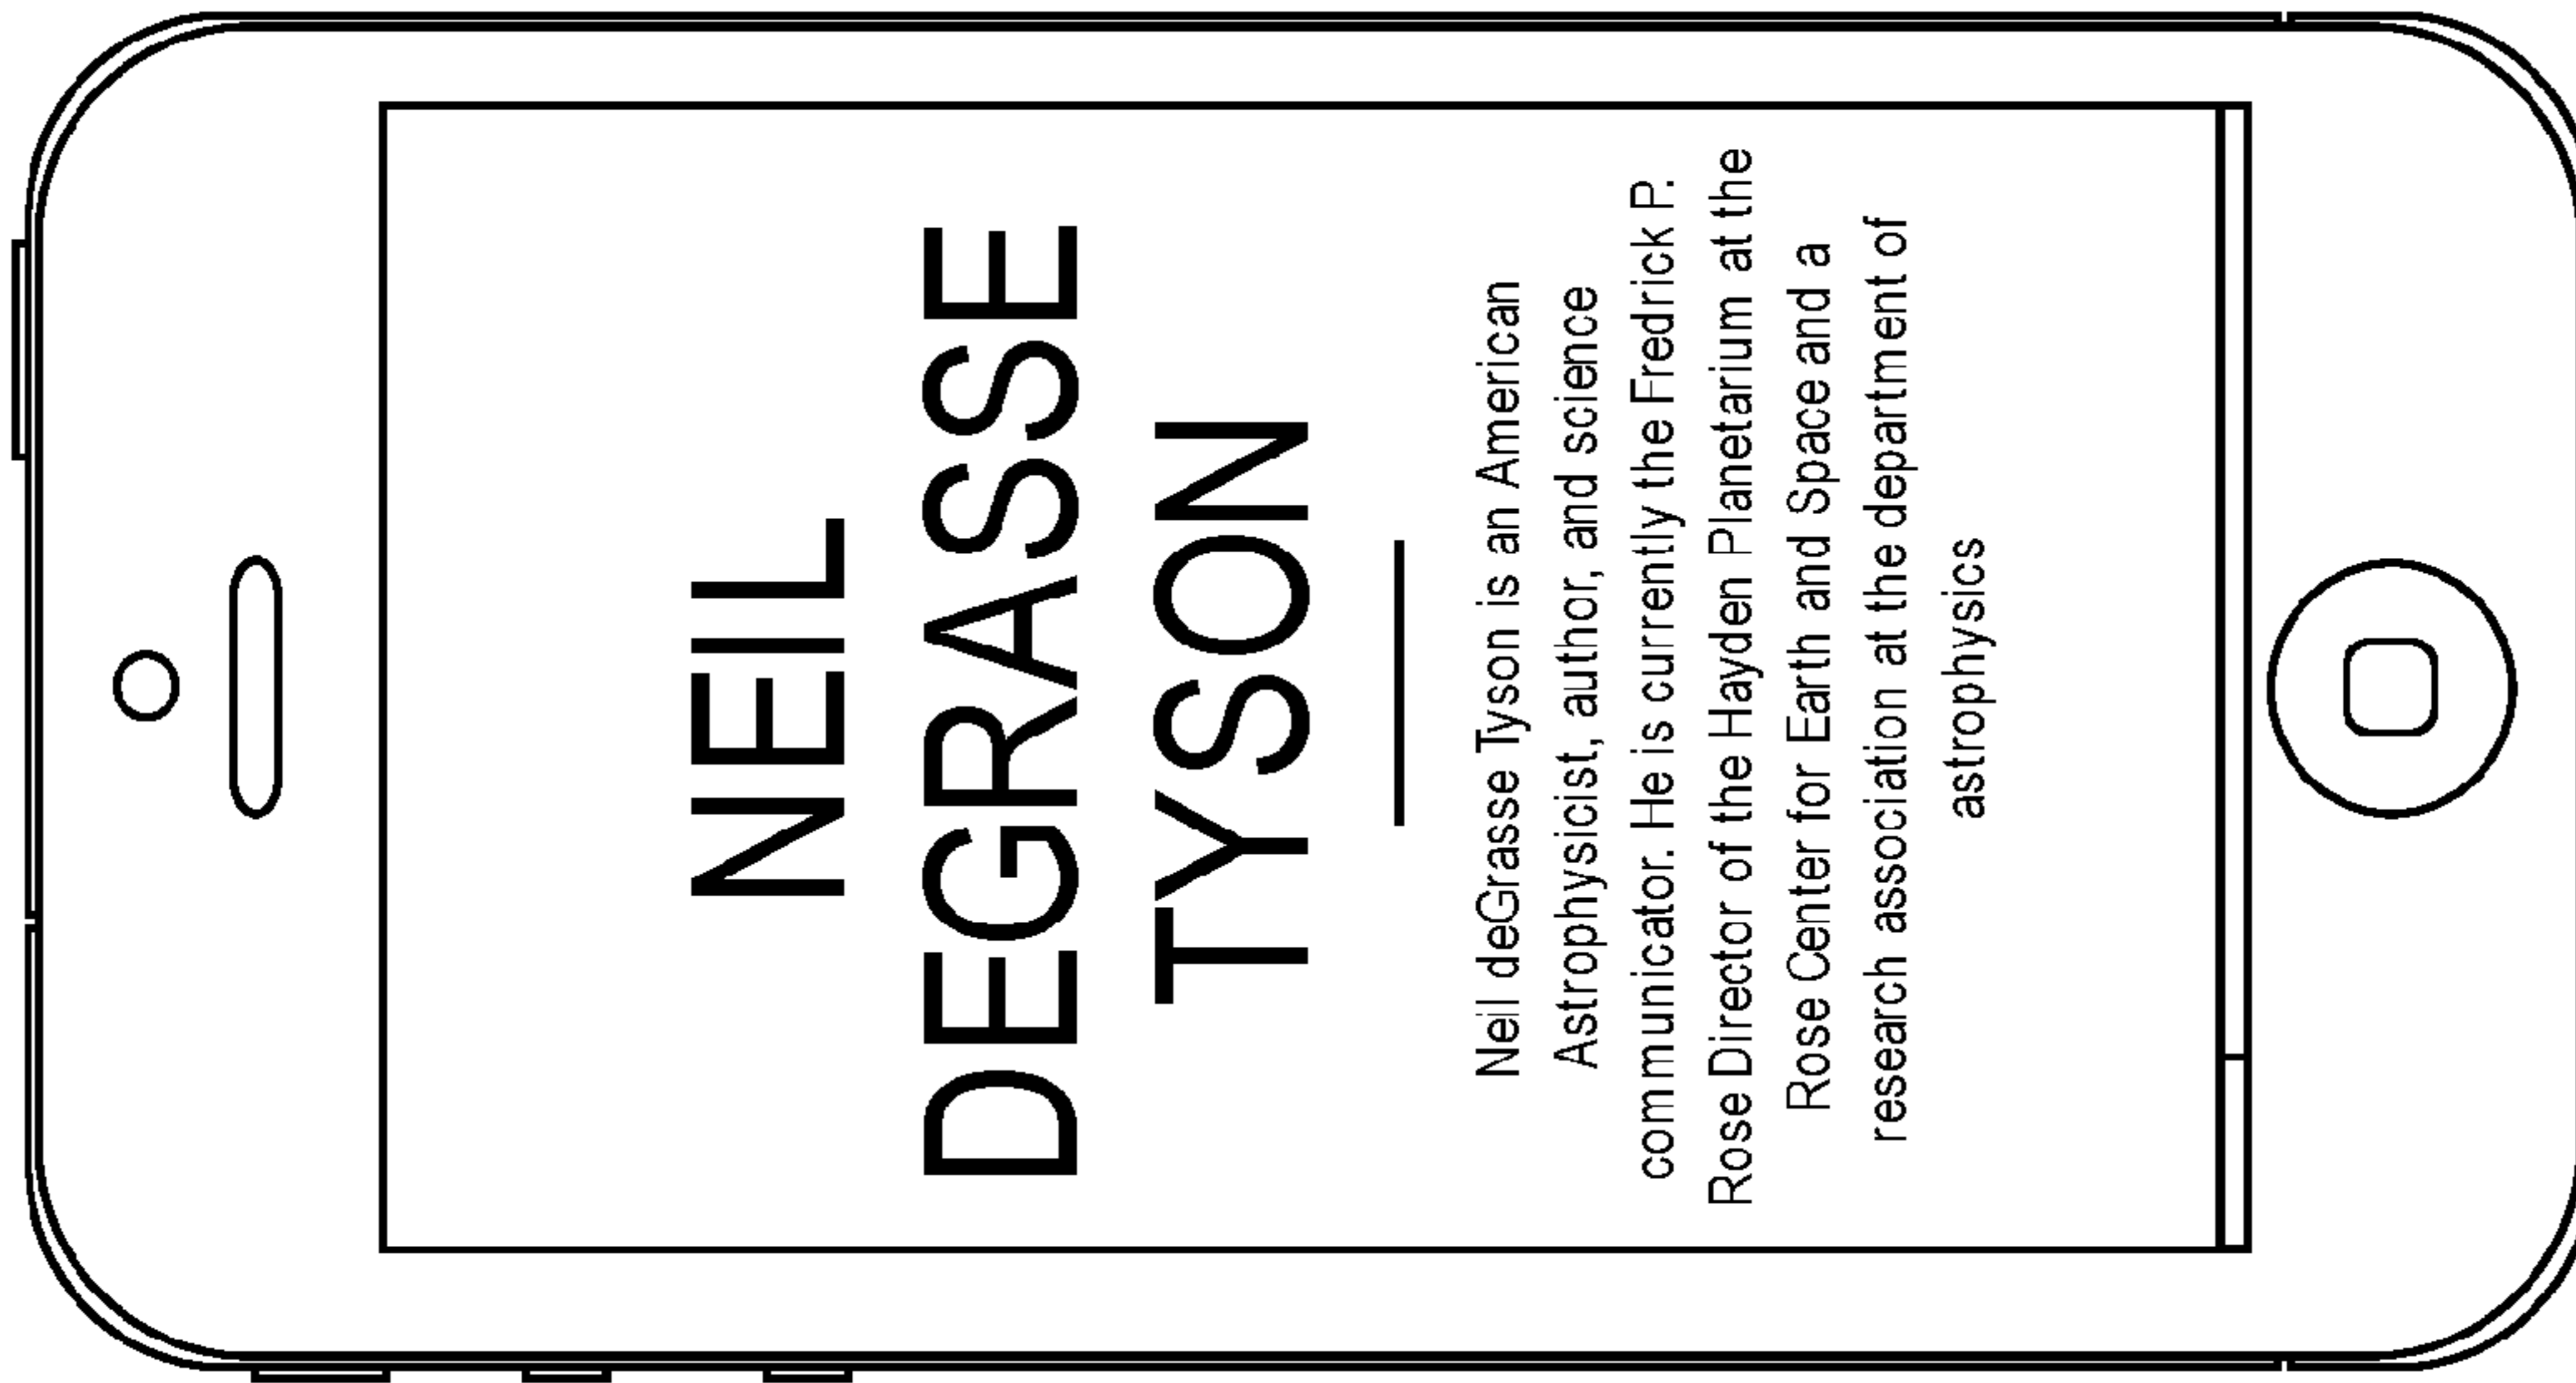 NEIL
DEGRASSE
TYSON
Neil deGrasse Tyson is an American
Astrophysicist, author, and science
communicator. He is currently the Fredrick P.
Rose Director of the Hayden Planetarium at the
Rose Center for Earth and Space and a
research association at the department of
astrophysics